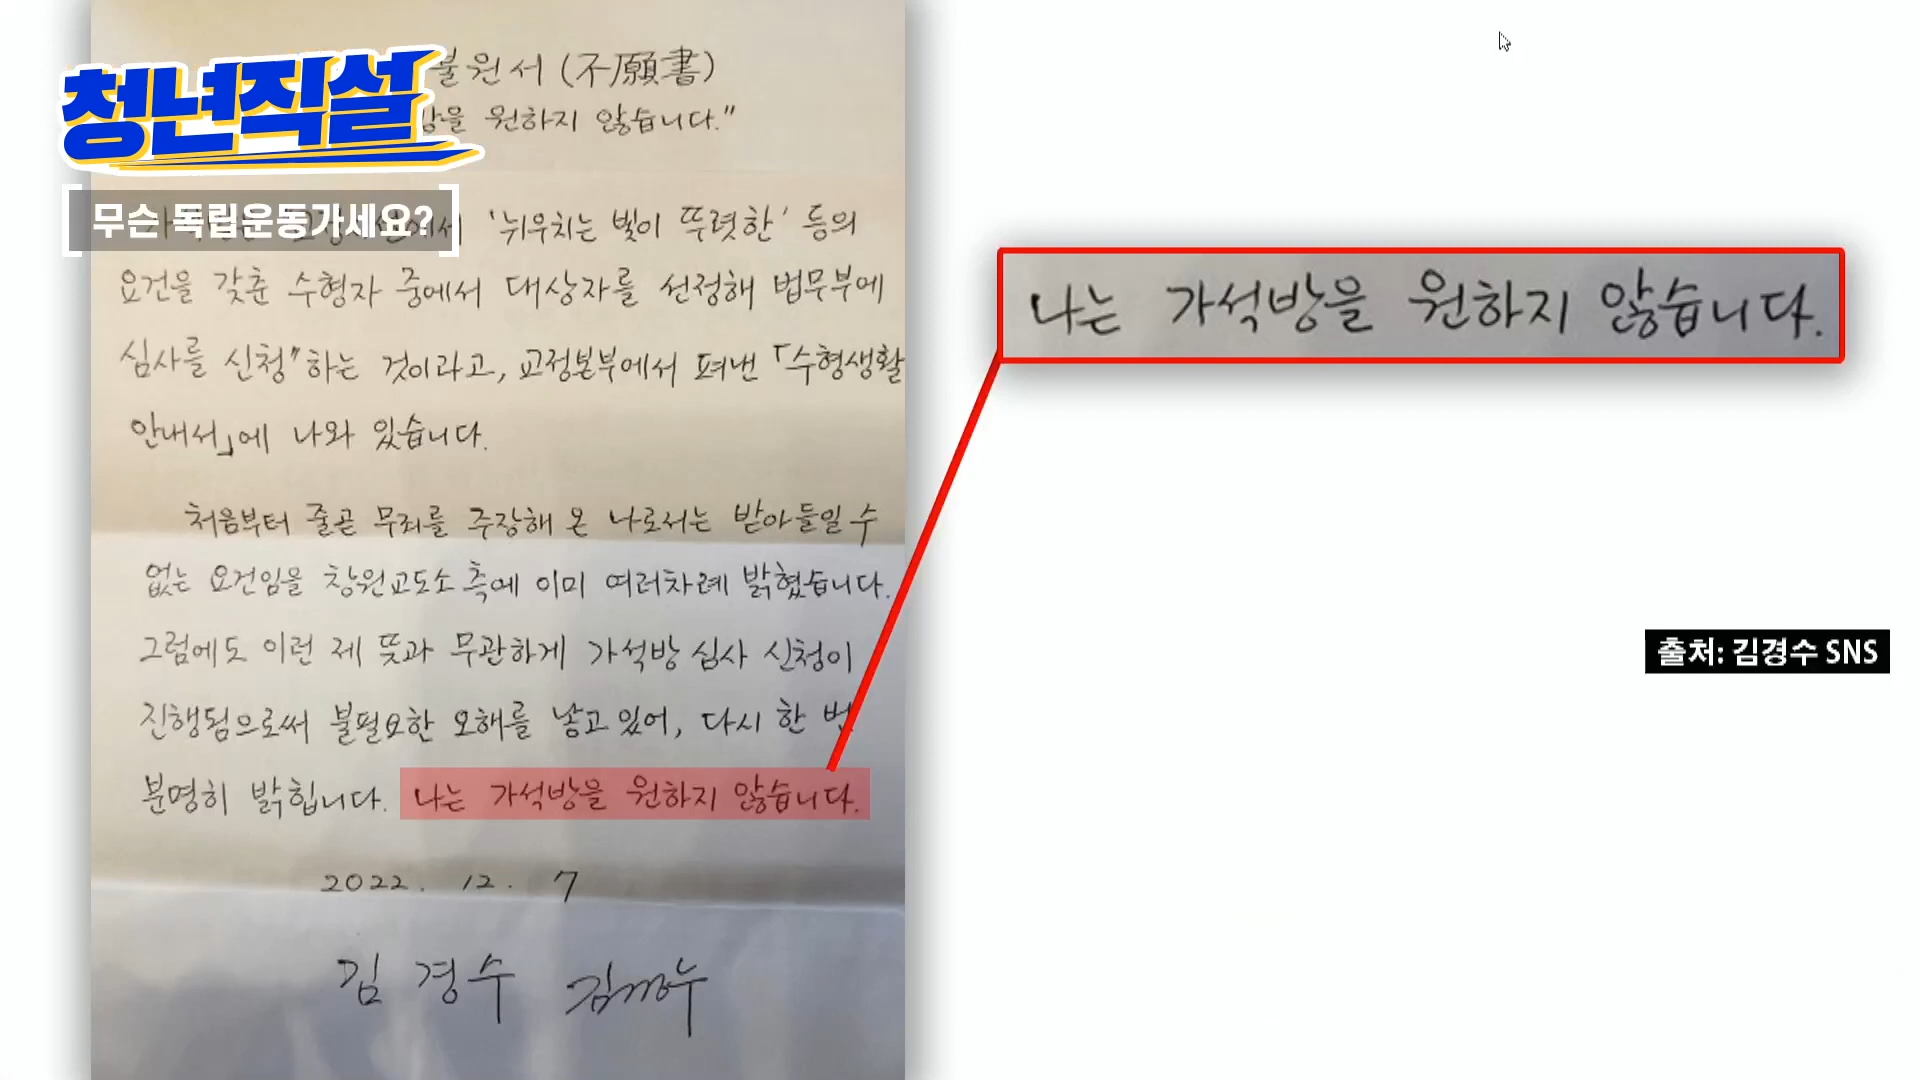 청년직설
무슨 독립운동가세요?
불원서 (不願書)
원하지 않습니다."
'뉘우치는 빛이 뚜렷한' 등의
요건을 갖춘 수형자 중에서 대상자를 선정해 법무부에
심사를 신청"하는 것이라고, 교정본부에서 펴낸 「수형생활
안내서」에 나와 있습니다.
처음부터 줄곧 무죄를 주장해 온 나로서는 받아들일 수
없는 요건임을 창원교도소 측에 이미 여러차례 밝혔습니다.
그럼에도 이런 제 뜻과 무관하게 가석방 심사 신청이
진행됨으로써 불필요한 오해를 낳고 있어, 다시 한 번
분명히 밝힙니다. 나는 가석방을 원하지 않습니다.
2022. 12. 7
김 경 수
나는 가석방을 원하지 않습니다.
출처: 김경수 SNS